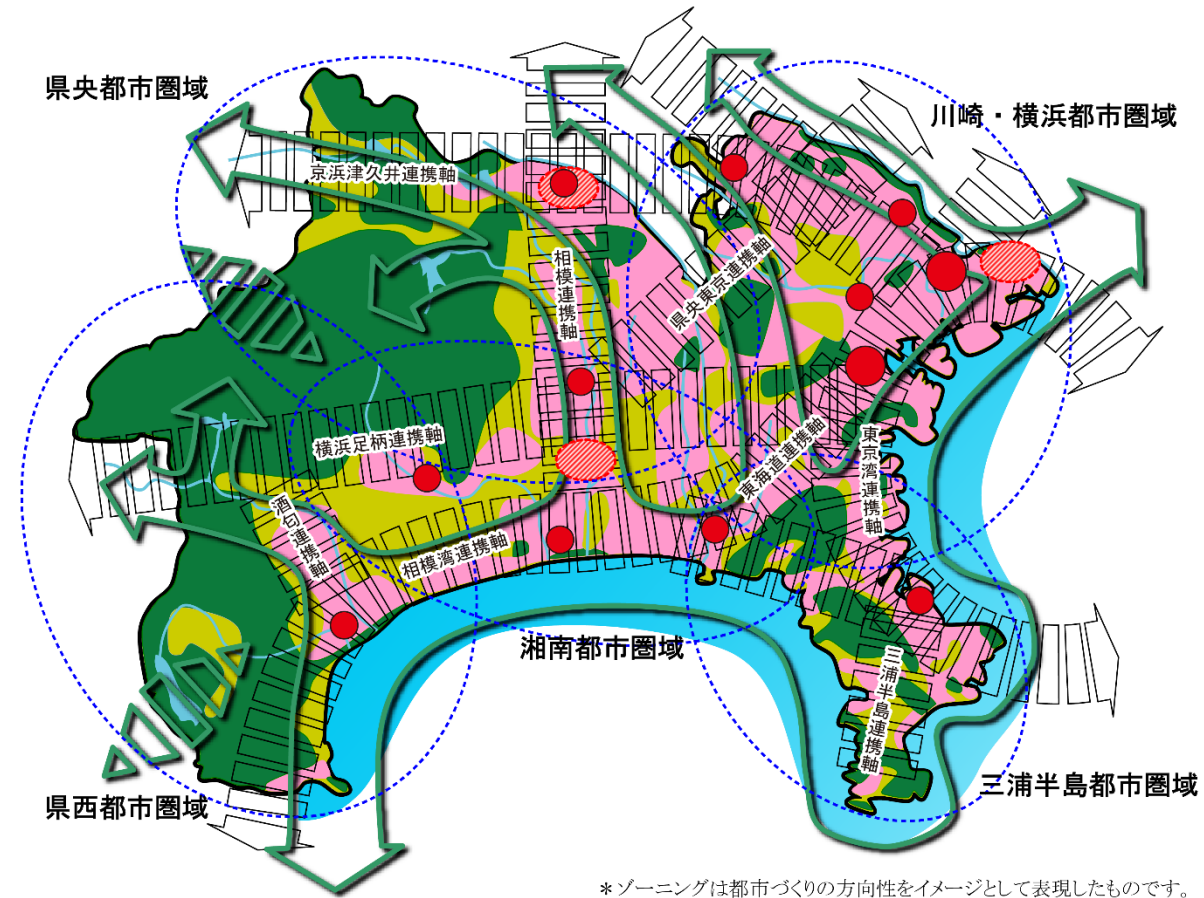 県央都市圏域
川崎・横浜都市圏域
京浜津久井連携軸
相模連携軸
県央東京連携軸
横浜足柄連携軸
東海道連携軸
東京湾連携軸
酒匂連携軸
相模湾連携軸
湘南都市圏域
三浦半島連携軸
県西都市圏域
三浦半島都市圏域
*ゾーニングは都市づくりの方向性をイメージとして表現したものです。